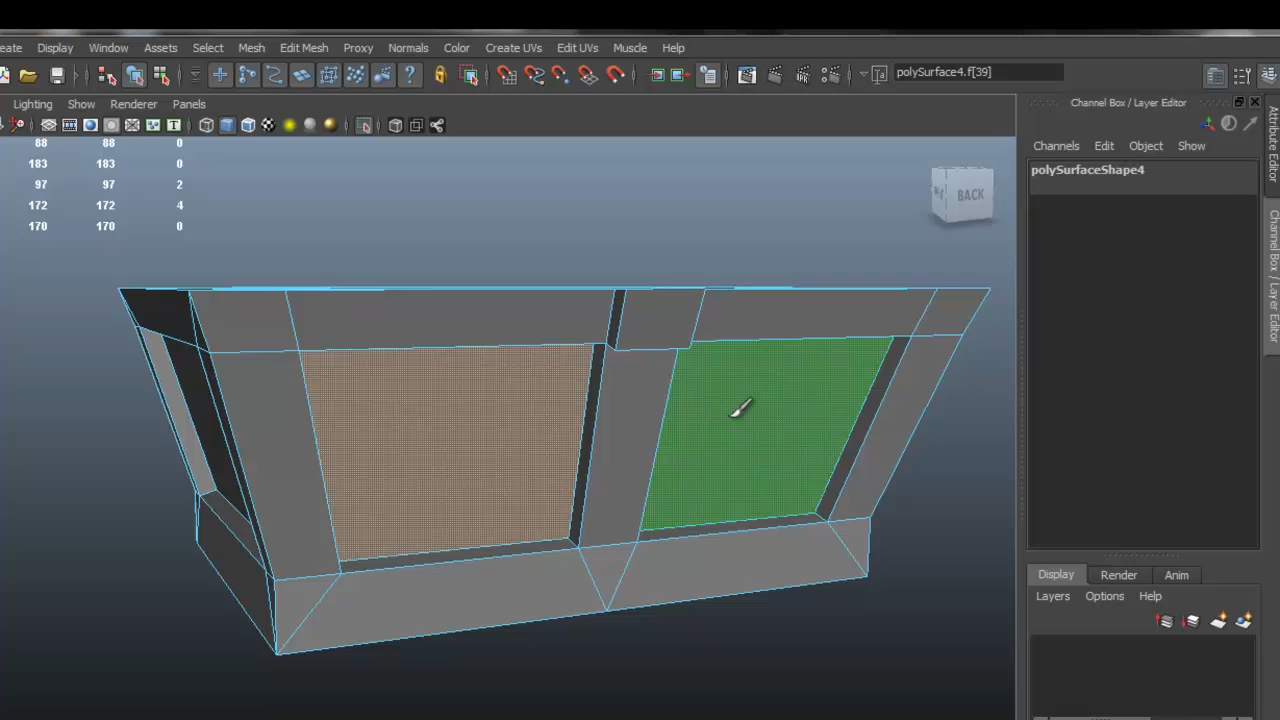 eate Display Window Assets Select Mesh Edit Mesh Proxy Normals Color Create UVs Edit UVs Muscle Help
polySurface4.f[39]
Lighting Show Renderer Panels
Channel Box / Layer Editor
Channels Edit Object Show
polySurfaceShape4
88 88 0
183 183 0
97 97 2
172 172 4
170 170 0
BACK
Attribute Editor
Channel Box / Layer Editor
Display Render Anim
Layers Options Help